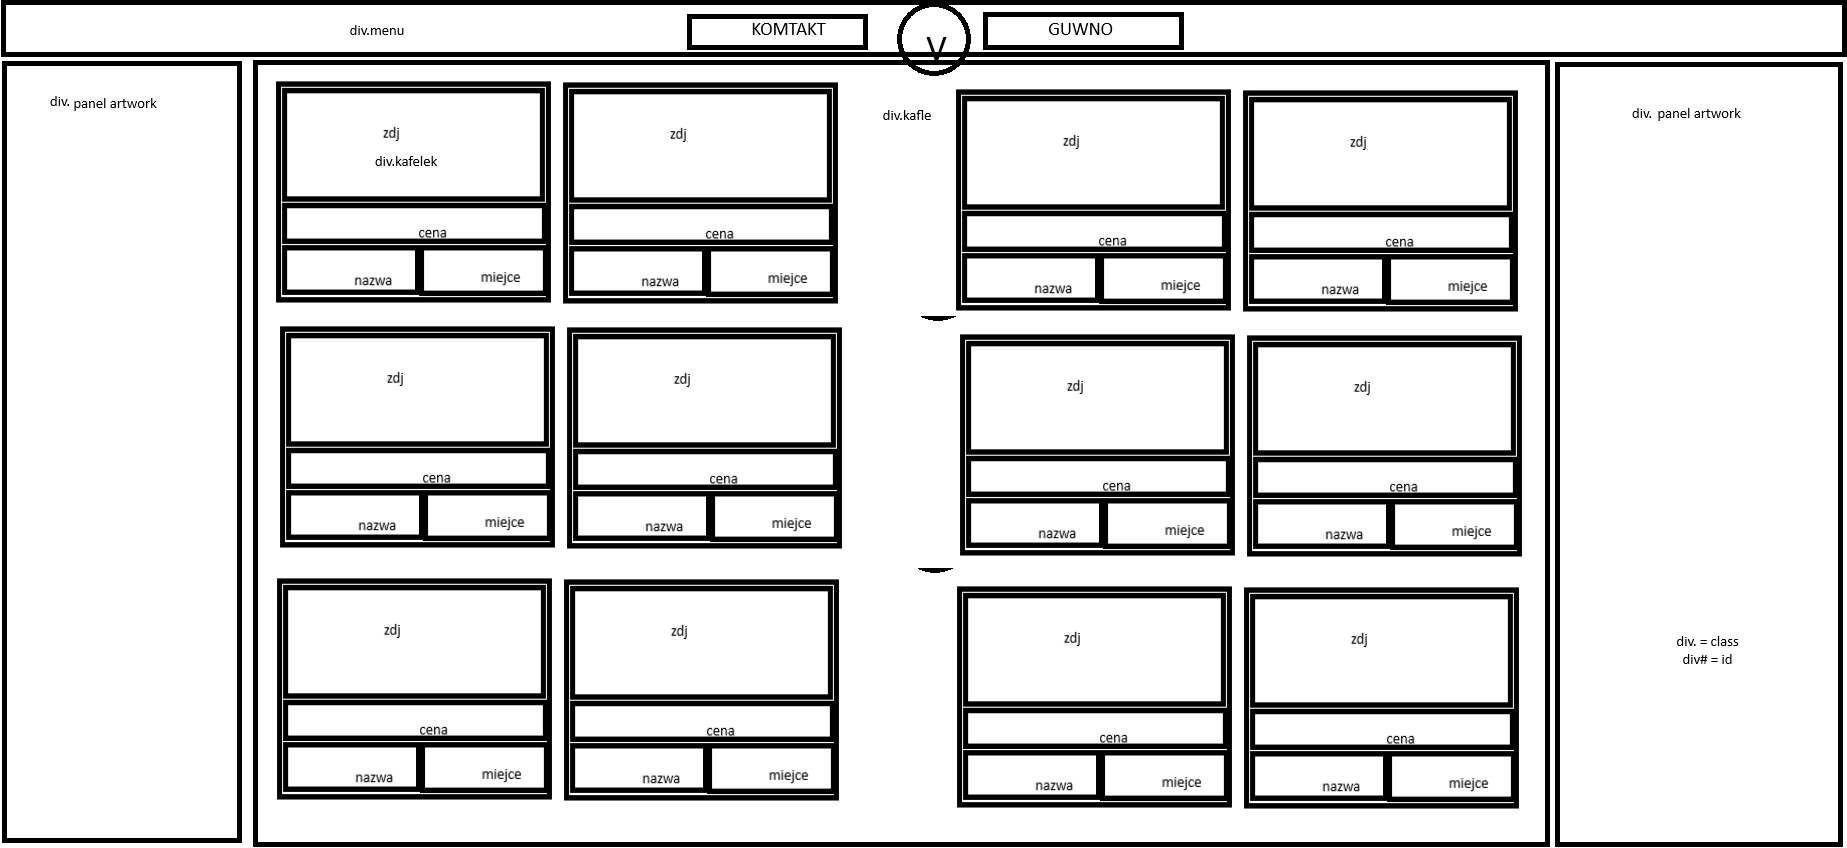 div.menu
KOMTAKT
V
GUWNO
div. panel artwork
div.kafle
div. panel artwork
zdj
div.kafelek
cena
nazwa
miejce
zdj
cena
nazwa
miejce
zdj
cena
nazwa
miejce
zdj
cena
nazwa
miejce
zdj
cena
nazwa
miejce
zdj
cena
nazwa
miejce
zdj
cena
nazwa
miejce
zdj
cena
nazwa
miejce
zdj
cena
nazwa
miejce
zdj
cena
nazwa
miejce
zdj
cena
nazwa
miejce
zdj
cena
nazwa
miejce
div. = class
div# = id